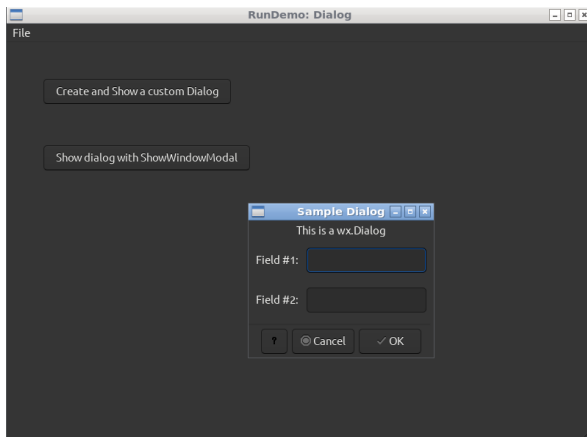 RunDemo: Dialog
File
Create and Show a custom Dialog
Show dialog with ShowWindowModal
Sample Dialog
This is a wx.Dialog
Field #1:
Field #2:
? Cancel OK